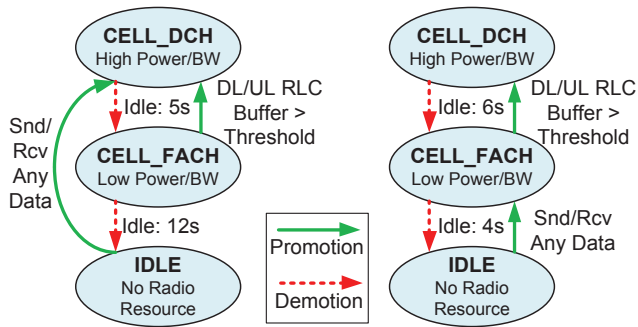 CELL_DCH
High Power/BW
Idle: 5s
DL/UL RLC
Buffer >
Threshold
Snd/
Rcv
Any
Data
CELL_FACH
Low Power/BW
Idle: 12s
IDLE
No Radio
Resource
Promotion
Demotion
CELL_DCH
High Power/BW
Idle: 6s
DL/UL RLC
Buffer >
Threshold
CELL_FACH
Low Power/BW
Idle: 4s
Snd/Rcv
Any Data
IDLE
No Radio
Resource